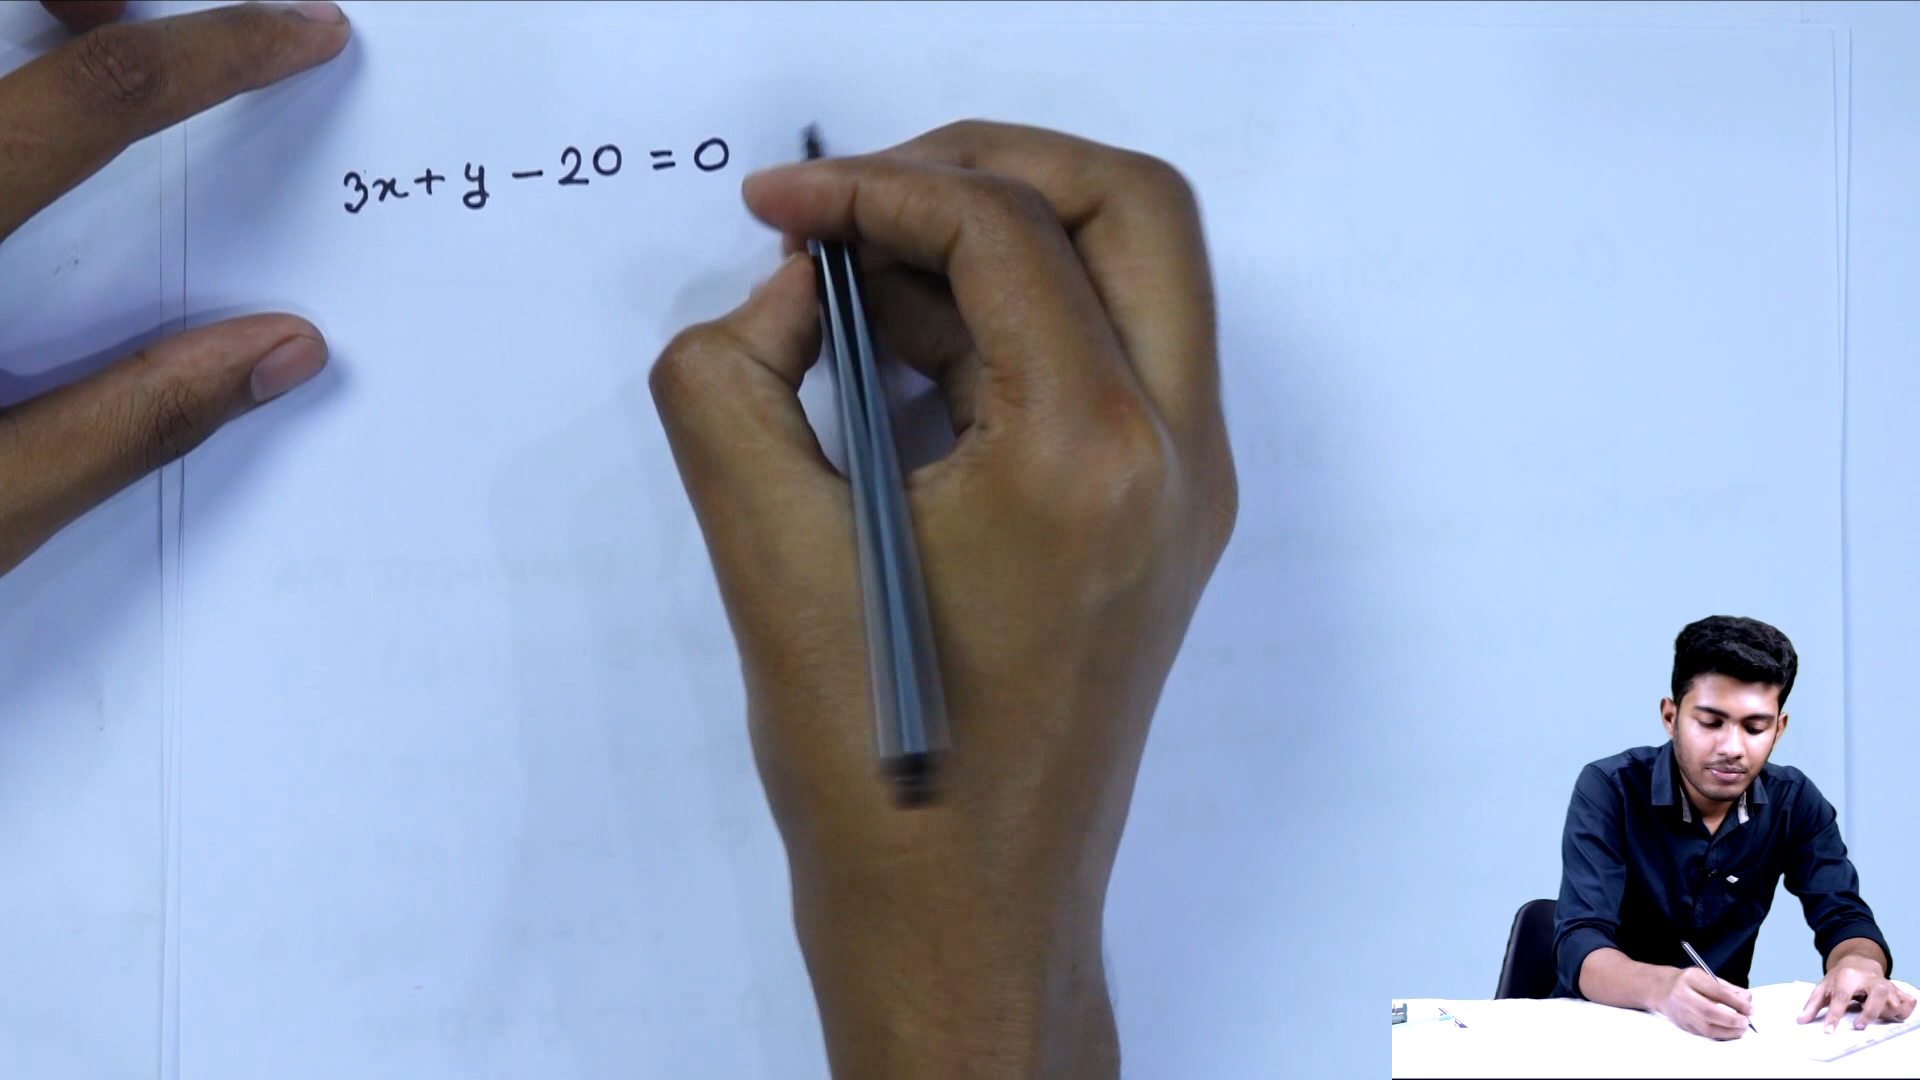 3x + y - 20 = 0